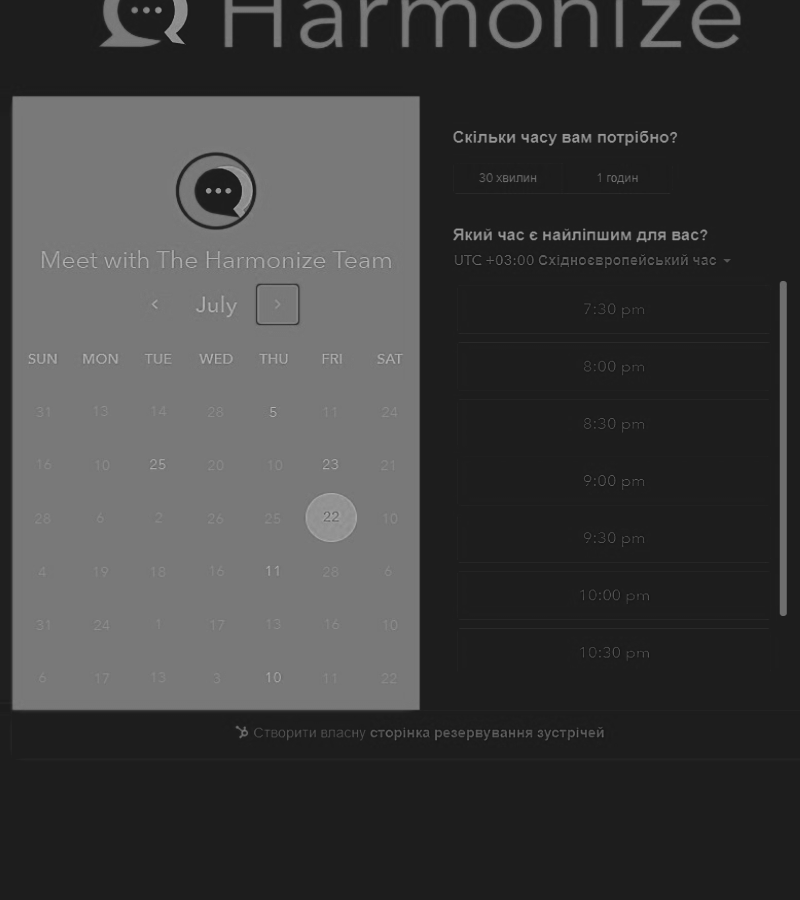 Harmonize
Meet with The Harmonize Team
July
SUN MON TUE WED THU FRI SAT
31 13 14 28 5 11 24
16 10 25 20 10 23 21
28 6 2 26 25 22 10
4 19 18 16 11 28 6
31 24 1 17 13 16 10
6 17 13 3 10 11 22
Скільки часу вам потрібно?
30 хвилин 1 годин
Який час є найліпшим для вас?
UTC +03:00 Східноєвропейський час
7:30 pm
8:00 pm
8:30 pm
9:00 pm
9:30 pm
10:00 pm
10:30 pm
Створити власну сторінка резервування зустрічей